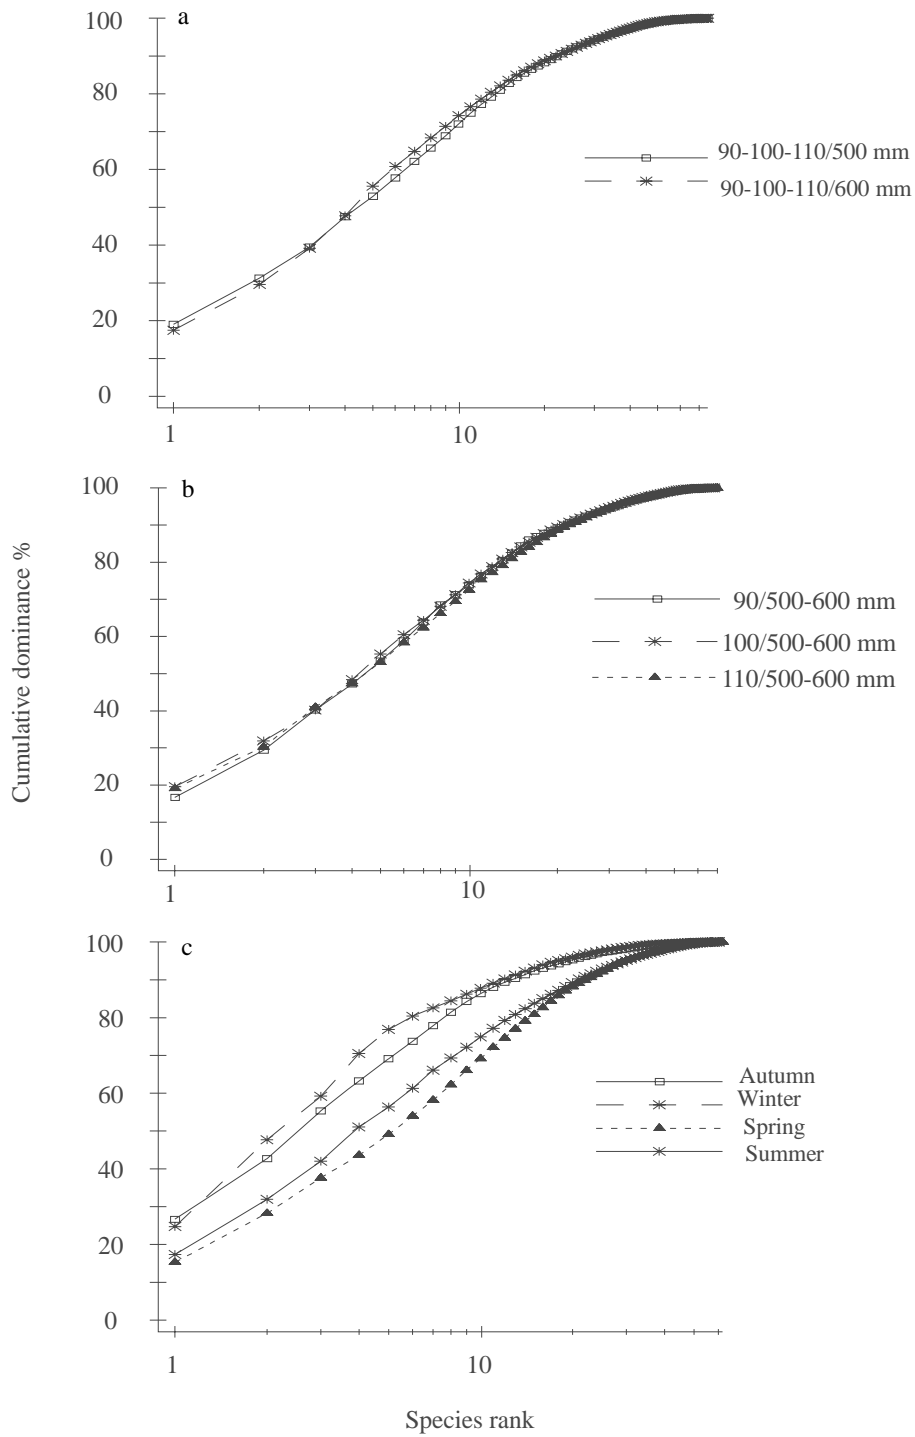 a
100
80
60
40
20
0
1
10
90-100-110/500 mm
90-100-110/600 mm
b
100
80
60
40
20
0
1
10
90/500-600 mm
100/500-600 mm
110/500-600 mm
Cumulative dominance %
c
100
80
60
40
20
0
1
10
Autumn
Winter
Spring
Summer
Species rank